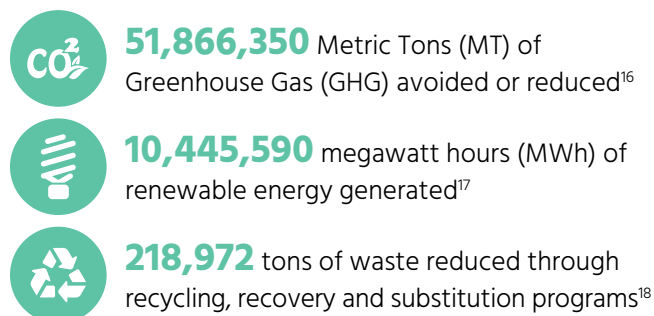 CO2
51,866,350 Metric Tons (MT) of
Greenhouse Gas (GHG) avoided or reduced16
10,445,590 megawatt hours (MWh) of
renewable energy generated17
218,972 tons of waste reduced through
recycling, recovery and substitution programs18